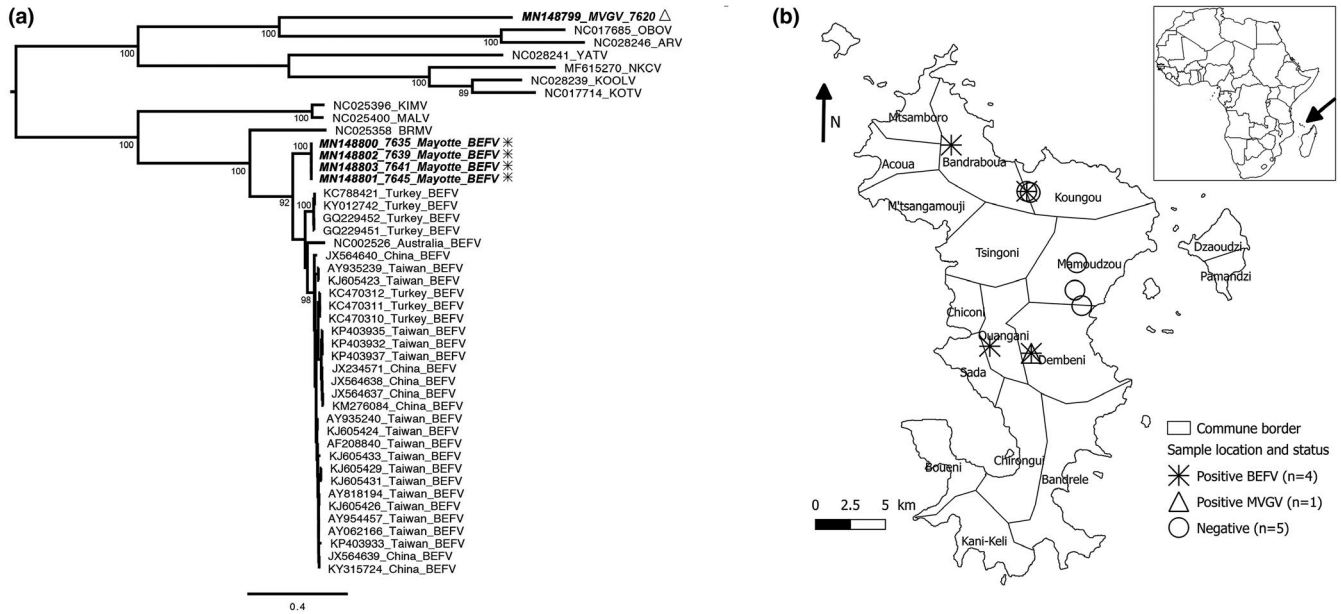 (a)
MN148799_MVGV_7620
100
NC017685_OBOV
100
NC028246_ARV
100
NC028241_YATV
MF615270_NKCV
100
NC028239_KOOLV
89
NC017714_KOTV
NC025396_KIMV
100
NC025400_MALV
100
NC025358_BRMV
100
MN148800_7635_Mayotte_BEFV
MN148802_7639_Mayotte_BEFV
100
MN148803_7641_Mayotte_BEFV
MN148801_7645_Mayotte_BEFV
92
KC788421_Turkey_BEFV
100
KY012742_Turkey_BEFV
GQ229452_Turkey_BEFV
GQ229451_Turkey_BEFV
NC002526_Australia_BEFV
JX564640_China_BEFV
AY935239_Taiwan_BEFV
KJ605423_Taiwan_BEFV
98
KC470312_Turkey_BEFV
KC470311_Turkey_BEFV
KC470310_Turkey_BEFV
KP403935_Taiwan_BEFV
KP403932_Taiwan_BEFV
KP403937_Taiwan_BEFV
JX234571_China_BEFV
JX564638_China_BEFV
JX564637_China_BEFV
KM276084_China_BEFV
AY935240_Taiwan_BEFV
KJ605424_Taiwan_BEFV
AF208840_Taiwan_BEFV
KJ605433_Taiwan_BEFV
KJ605429_Taiwan_BEFV
KJ605431_Taiwan_BEFV
AY818194_Taiwan_BEFV
KJ605426_Taiwan_BEFV
AY954457_Taiwan_BEFV
AY062166_Taiwan_BEFV
KP403933_Taiwan_BEFV
JX564639_China_BEFV
KY315724_China_BEFV
0.4
(b)
N
Mtsamboro
Bandraboua
Acoua
M'tsangamouji
Koungou
Tsingoni
Mamoudzou
Dzaoudzi
Pamandzi
Chiconi
Ouangani
Dembeni
Sada
Chirongui
Boueni
Bandrele
Kani-Keli
0 2.5 5 km
Commune border
Sample location and status
Positive BEFV (n=4)
Positive MVGV (n=1)
Negative (n=5)